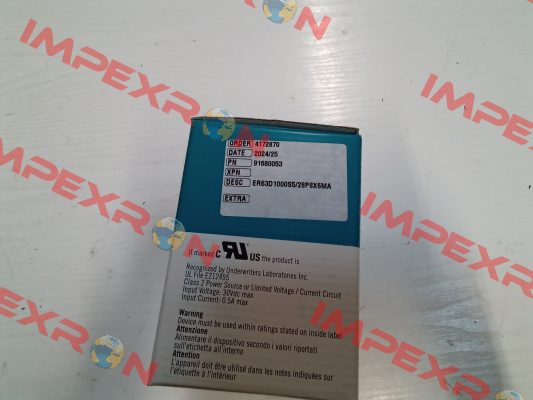 IMPEXRON
IMPEXRON
IMPEXRON
ORDER 4172870
DATE 2024/25
PN 91680053
XPN
DESC ER63D1000S5/28P8X6MA
EXTRA
IMPEXRON
If marked c RU US the product is
Recognized by Underwriters Laboratories Inc.
UL File E212495
Class 2 Power Source or Limited Voltage / Current Circuit
Input Voltage: 30Vdc max
Input Current: 0.5A max
Warning
Device must be used within ratings stated on inside label
Attenzione
Alimentare il dispositivo secondo i valori riportati
sull'etichetta all'interno
Attention
L'appareil doit être utilisé dans les notes indiquées sur
l'étiquette à l'intérieur
IMPEXRON
IMPEXRON